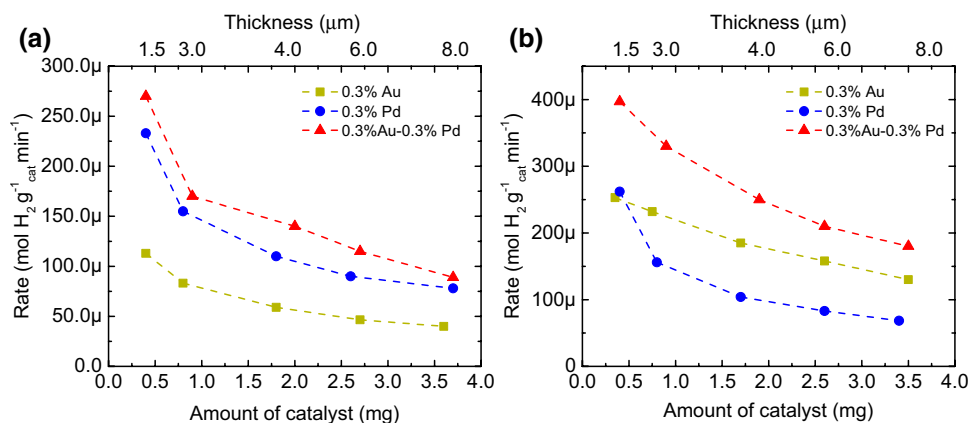 (a)
Thickness (μm)
1.5 3.0 4.0 6.0 8.0
300.0μ
250.0μ
200.0μ
150.0μ
100.0μ
50.0μ
0.0
Rate (mol H₂ g⁻¹cat min⁻¹)
0.3% Au
0.3% Pd
0.3%Au-0.3% Pd
0.0 0.5 1.0 1.5 2.0 2.5 3.0 3.5 4.0
Amount of catalyst (mg)
(b)
Thickness (μm)
1.5 3.0 4.0 6.0 8.0
400μ
300μ
200μ
100μ
0
Rate (mol H₂ g⁻¹cat min⁻¹)
0.3% Au
0.3% Pd
0.3%Au-0.3% Pd
0.0 0.5 1.0 1.5 2.0 2.5 3.0 3.5 4.0
Amount of catalyst (mg)